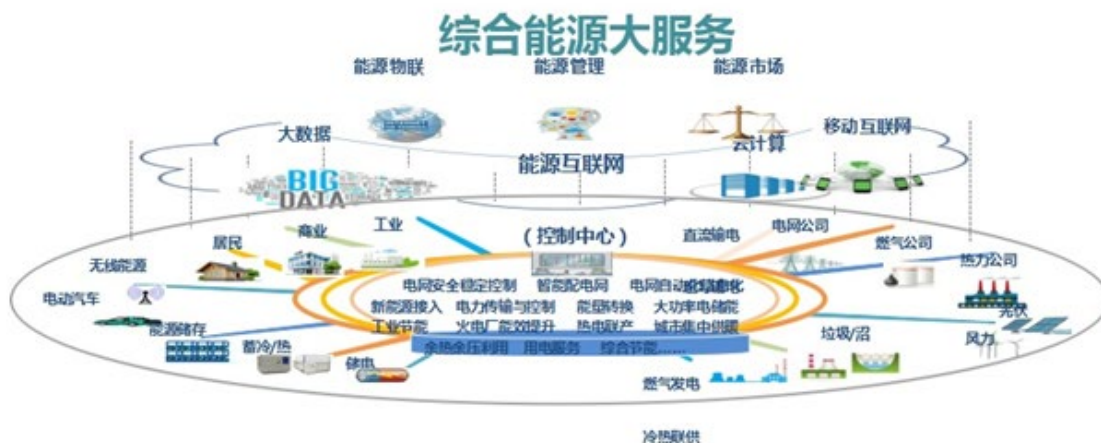 综合能源大服务
能源物联
能源管理
能源市场
大数据
能源互联网
云计算
移动互联网
BIG
DATA
居民
商业
工业
(控制中心)
直流输电
电网公司
燃气公司
热力公司
无线能源
电动汽车
能源储存
蓄冷/热
储电
电网安全稳定控制 智能配电网 电网自动
新能源接入 电力传输与控制 能量转换 大功率电储能
工业节能 火电厂能效提升 热电联产 城市集中供暖
余热余压利用 用电服务 综合节能......
光伏
风力
垃圾/沼
燃气发电
冷热联供